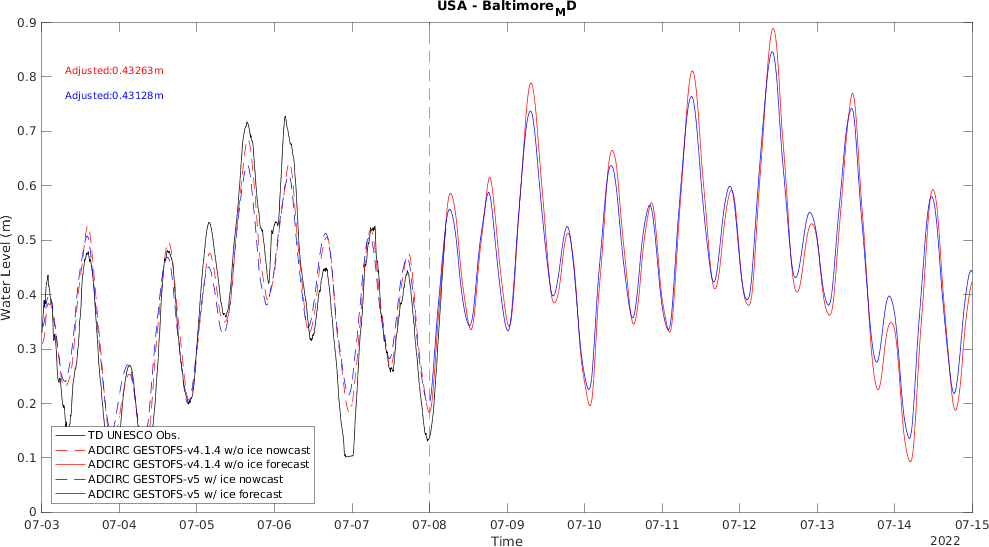 USA - Baltimore_MD
0.9
0.8
0.7
0.6
0.5
0.4
0.3
0.2
0.1
0
Water Level (m)
Adjusted:0.43263m
Adjusted:0.43128m
TD UNESCO Obs.
ADCIRC GESTOFS-v4.1.4 w/o ice nowcast
ADCIRC GESTOFS-v4.1.4 w/o ice forecast
ADCIRC GESTOFS-v5 w/ ice nowcast
ADCIRC GESTOFS-v5 w/ ice forecast
07-03 07-04 07-05 07-06 07-07 07-08 07-09 07-10 07-11 07-12 07-13 07-14 07-15
Time
2022